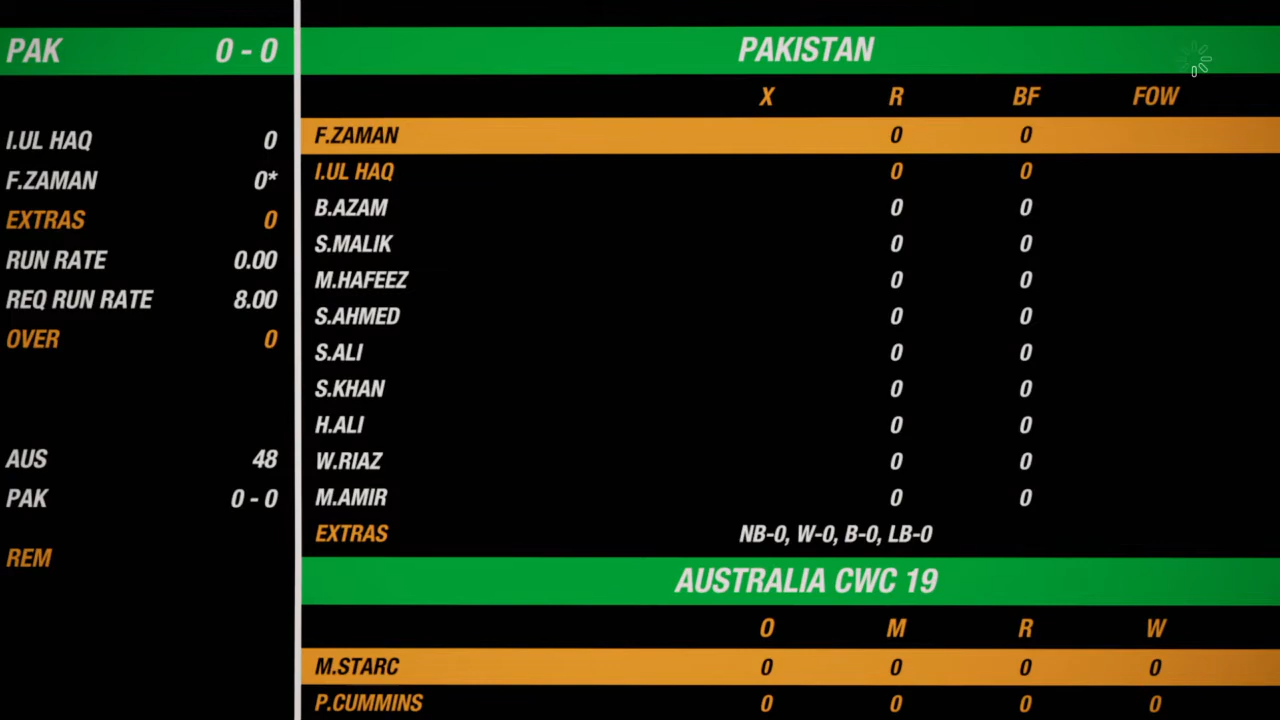 PAK 0 - 0
I.UL HAQ 0
F.ZAMAN 0*
EXTRAS 0
RUN RATE 0.00
REQ RUN RATE 8.00
OVER 0
AUS 48
PAK 0 - 0
REM
PAKISTAN
X R BF FOW
F.ZAMAN 0 0
I.UL HAQ 0 0
B.AZAM 0 0
S.MALIK 0 0
M.HAFEEZ 0 0
S.AHMED 0 0
S.ALI 0 0
S.KHAN 0 0
H.ALI 0 0
W.RIAZ 0 0
M.AMIR 0 0
EXTRAS NB-0, W-0, B-0, LB-0
AUSTRALIA CWC 19
O M R W
M.STARC 0 0 0 0
P.CUMMINS 0 0 0 0